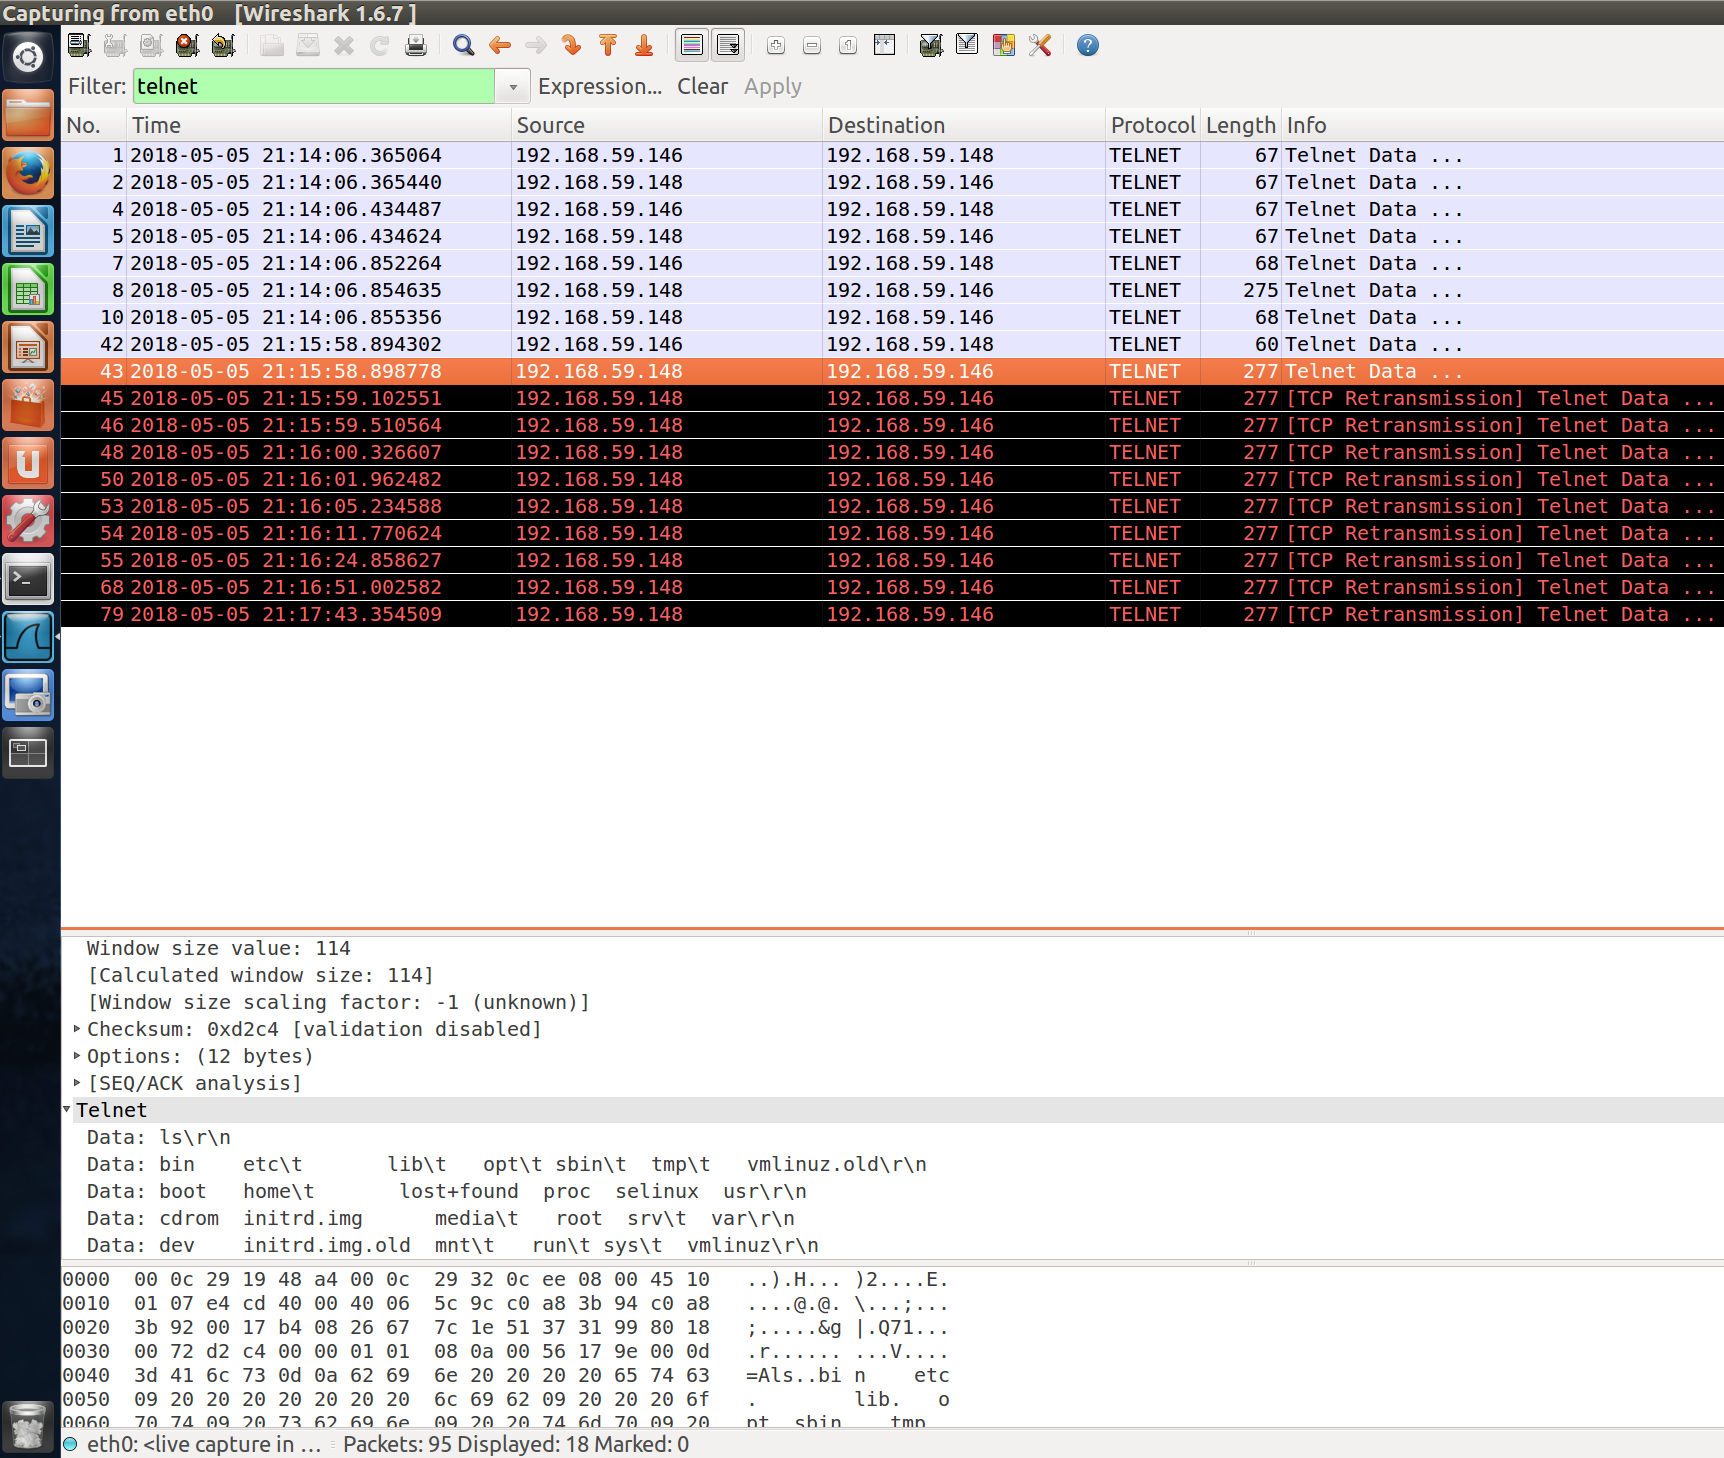 Capturing from eth0   [Wireshark 1.6.7 ]
Filter: telnet Expression... Clear Apply
No. Time Source Destination Protocol Length Info
1 2018-05-05 21:14:06.365064 192.168.59.146 192.168.59.148 TELNET 67 Telnet Data ...
2 2018-05-05 21:14:06.365440 192.168.59.148 192.168.59.146 TELNET 67 Telnet Data ...
4 2018-05-05 21:14:06.434487 192.168.59.146 192.168.59.148 TELNET 67 Telnet Data ...
5 2018-05-05 21:14:06.434624 192.168.59.148 192.168.59.146 TELNET 67 Telnet Data ...
7 2018-05-05 21:14:06.852264 192.168.59.146 192.168.59.148 TELNET 68 Telnet Data ...
8 2018-05-05 21:14:06.854635 192.168.59.148 192.168.59.146 TELNET 275 Telnet Data ...
10 2018-05-05 21:14:06.855356 192.168.59.148 192.168.59.146 TELNET 68 Telnet Data ...
42 2018-05-05 21:15:58.894302 192.168.59.146 192.168.59.148 TELNET 60 Telnet Data ...
43 2018-05-05 21:15:58.898778 192.168.59.148 192.168.59.146 TELNET 277 Telnet Data ...
45 2018-05-05 21:15:59.102551 192.168.59.148 192.168.59.146 TELNET 277 [TCP Retransmission] Telnet Data ...
46 2018-05-05 21:15:59.510564 192.168.59.148 192.168.59.146 TELNET 277 [TCP Retransmission] Telnet Data ...
48 2018-05-05 21:16:00.326607 192.168.59.148 192.168.59.146 TELNET 277 [TCP Retransmission] Telnet Data ...
50 2018-05-05 21:16:01.962482 192.168.59.148 192.168.59.146 TELNET 277 [TCP Retransmission] Telnet Data ...
53 2018-05-05 21:16:05.234588 192.168.59.148 192.168.59.146 TELNET 277 [TCP Retransmission] Telnet Data ...
54 2018-05-05 21:16:11.770624 192.168.59.148 192.168.59.146 TELNET 277 [TCP Retransmission] Telnet Data ...
55 2018-05-05 21:16:24.858627 192.168.59.148 192.168.59.146 TELNET 277 [TCP Retransmission] Telnet Data ...
68 2018-05-05 21:16:51.002582 192.168.59.148 192.168.59.146 TELNET 277 [TCP Retransmission] Telnet Data ...
79 2018-05-05 21:17:43.354509 192.168.59.148 192.168.59.146 TELNET 277 [TCP Retransmission] Telnet Data ...
Window size value: 114
[Calculated window size: 114]
[Window size scaling factor: -1 (unknown)]
Checksum: 0xd2c4 [validation disabled]
Options: (12 bytes)
[SEQ/ACK analysis]
Telnet
Data: ls\r\n
Data: bin    etc\t       lib\t   opt\t sbin\t  tmp\t   vmlinuz.old\r\n
Data: boot   home\t       lost+found  proc  selinux  usr\r\n
Data: cdrom  initrd.img      media\t   root  srv\t  var\r\n
Data: dev    initrd.img.old  mnt\t   run\t sys\t  vmlinuz\r\n
0000  00 0c 29 19 48 a4 00 0c  29 32 0c ee 08 00 45 10   ..).H... )2....E.
0010  01 07 e4 cd 40 00 40 06  5c 9c c0 a8 3b 94 c0 a8   ....@.@. \...;...
0020  3b 92 00 17 b4 08 26 67  7c 1e 51 37 31 99 80 18   ;.....&g |.Q71...
0030  00 72 d2 c4 00 00 01 01  08 0a 00 56 17 9e 00 0d   .r...... ...V....
0040  3d 41 6c 73 0d 0a 62 69  6e 20 20 20 20 65 74 63   =Als..bi n    etc
0050  09 20 20 20 20 20 20 20  6c 69 62 09 20 20 20 6f   .        lib.   o
0060  70 74 09 20 73 62 69 6e  09 20 20 74 6d 70 09 20   pt. sbin .  tmp.
eth0: <live capture in ... Packets: 95 Displayed: 18 Marked: 0